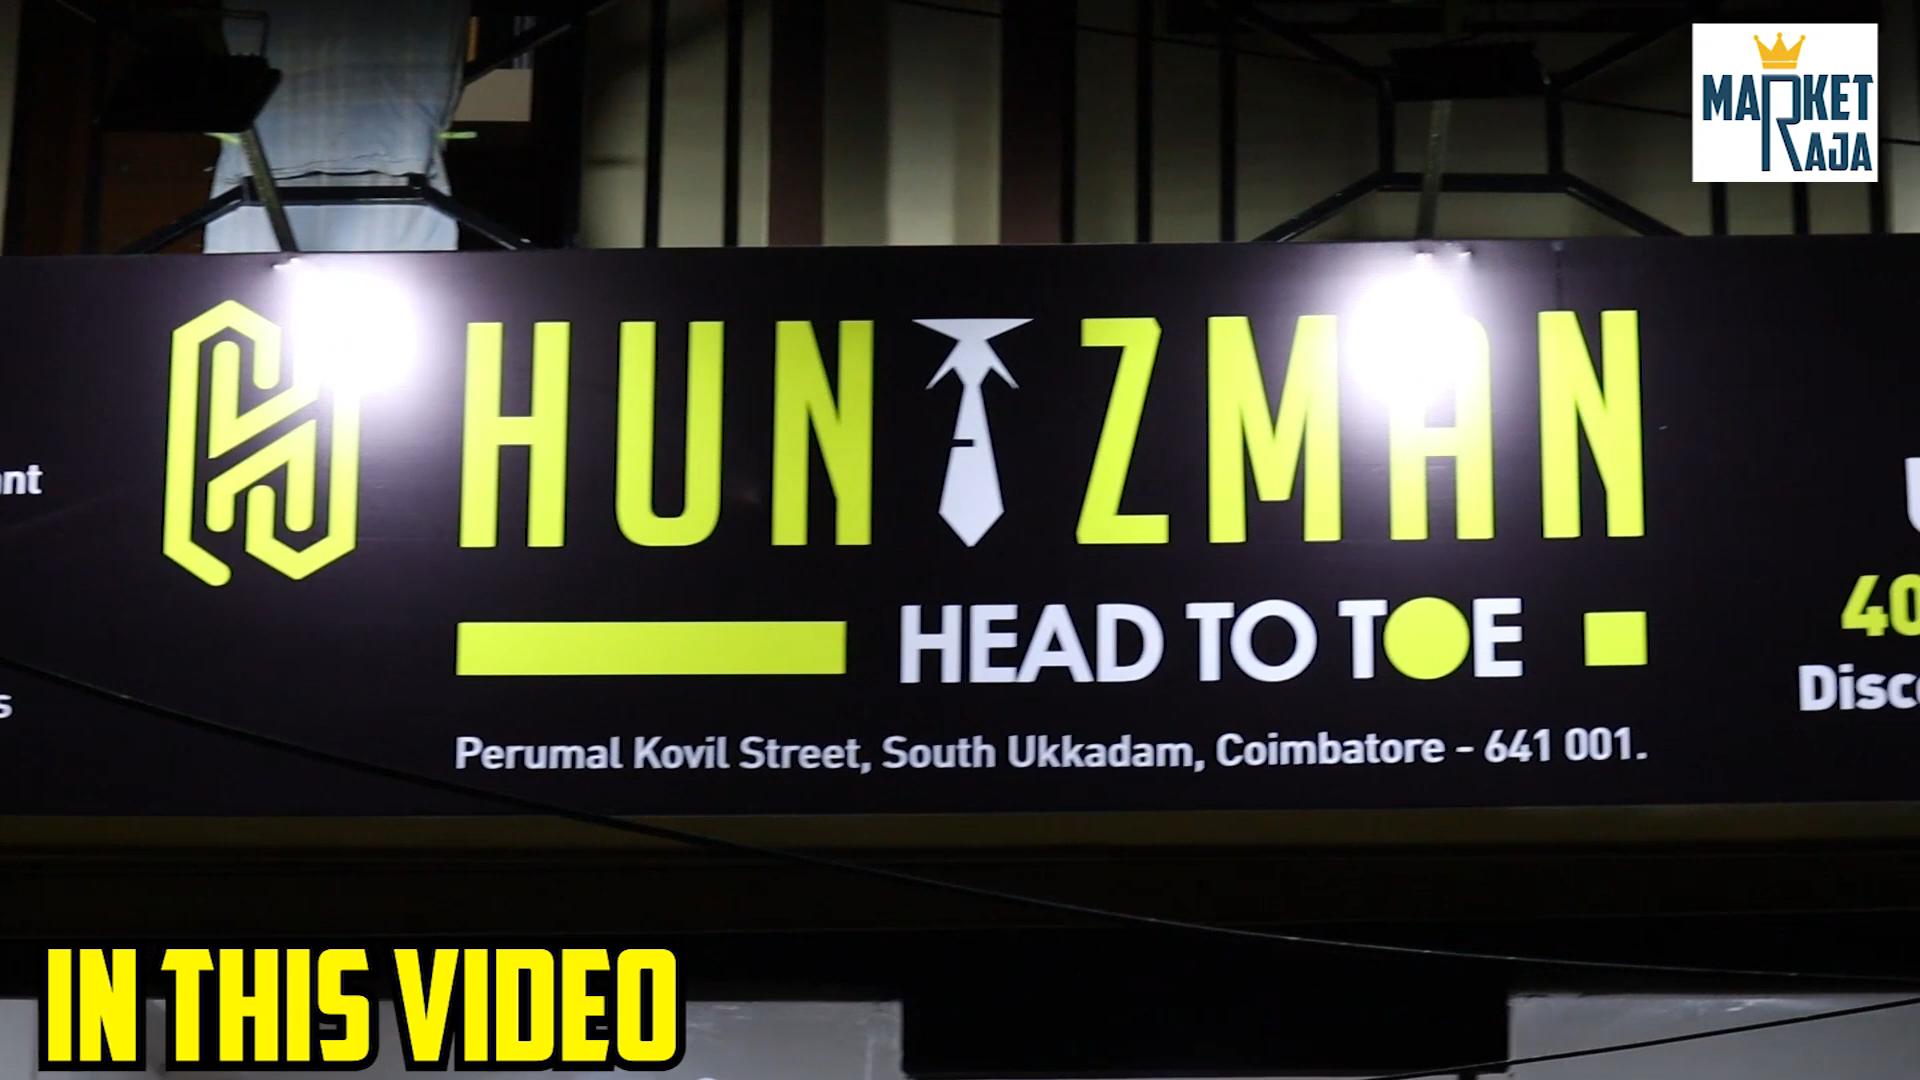 MARKET
RAJA
HUNTZMAN
HEAD TO TOE
Perumal Kovil Street, South Ukkadam, Coimbatore - 641 001.
IN THIS VIDEO